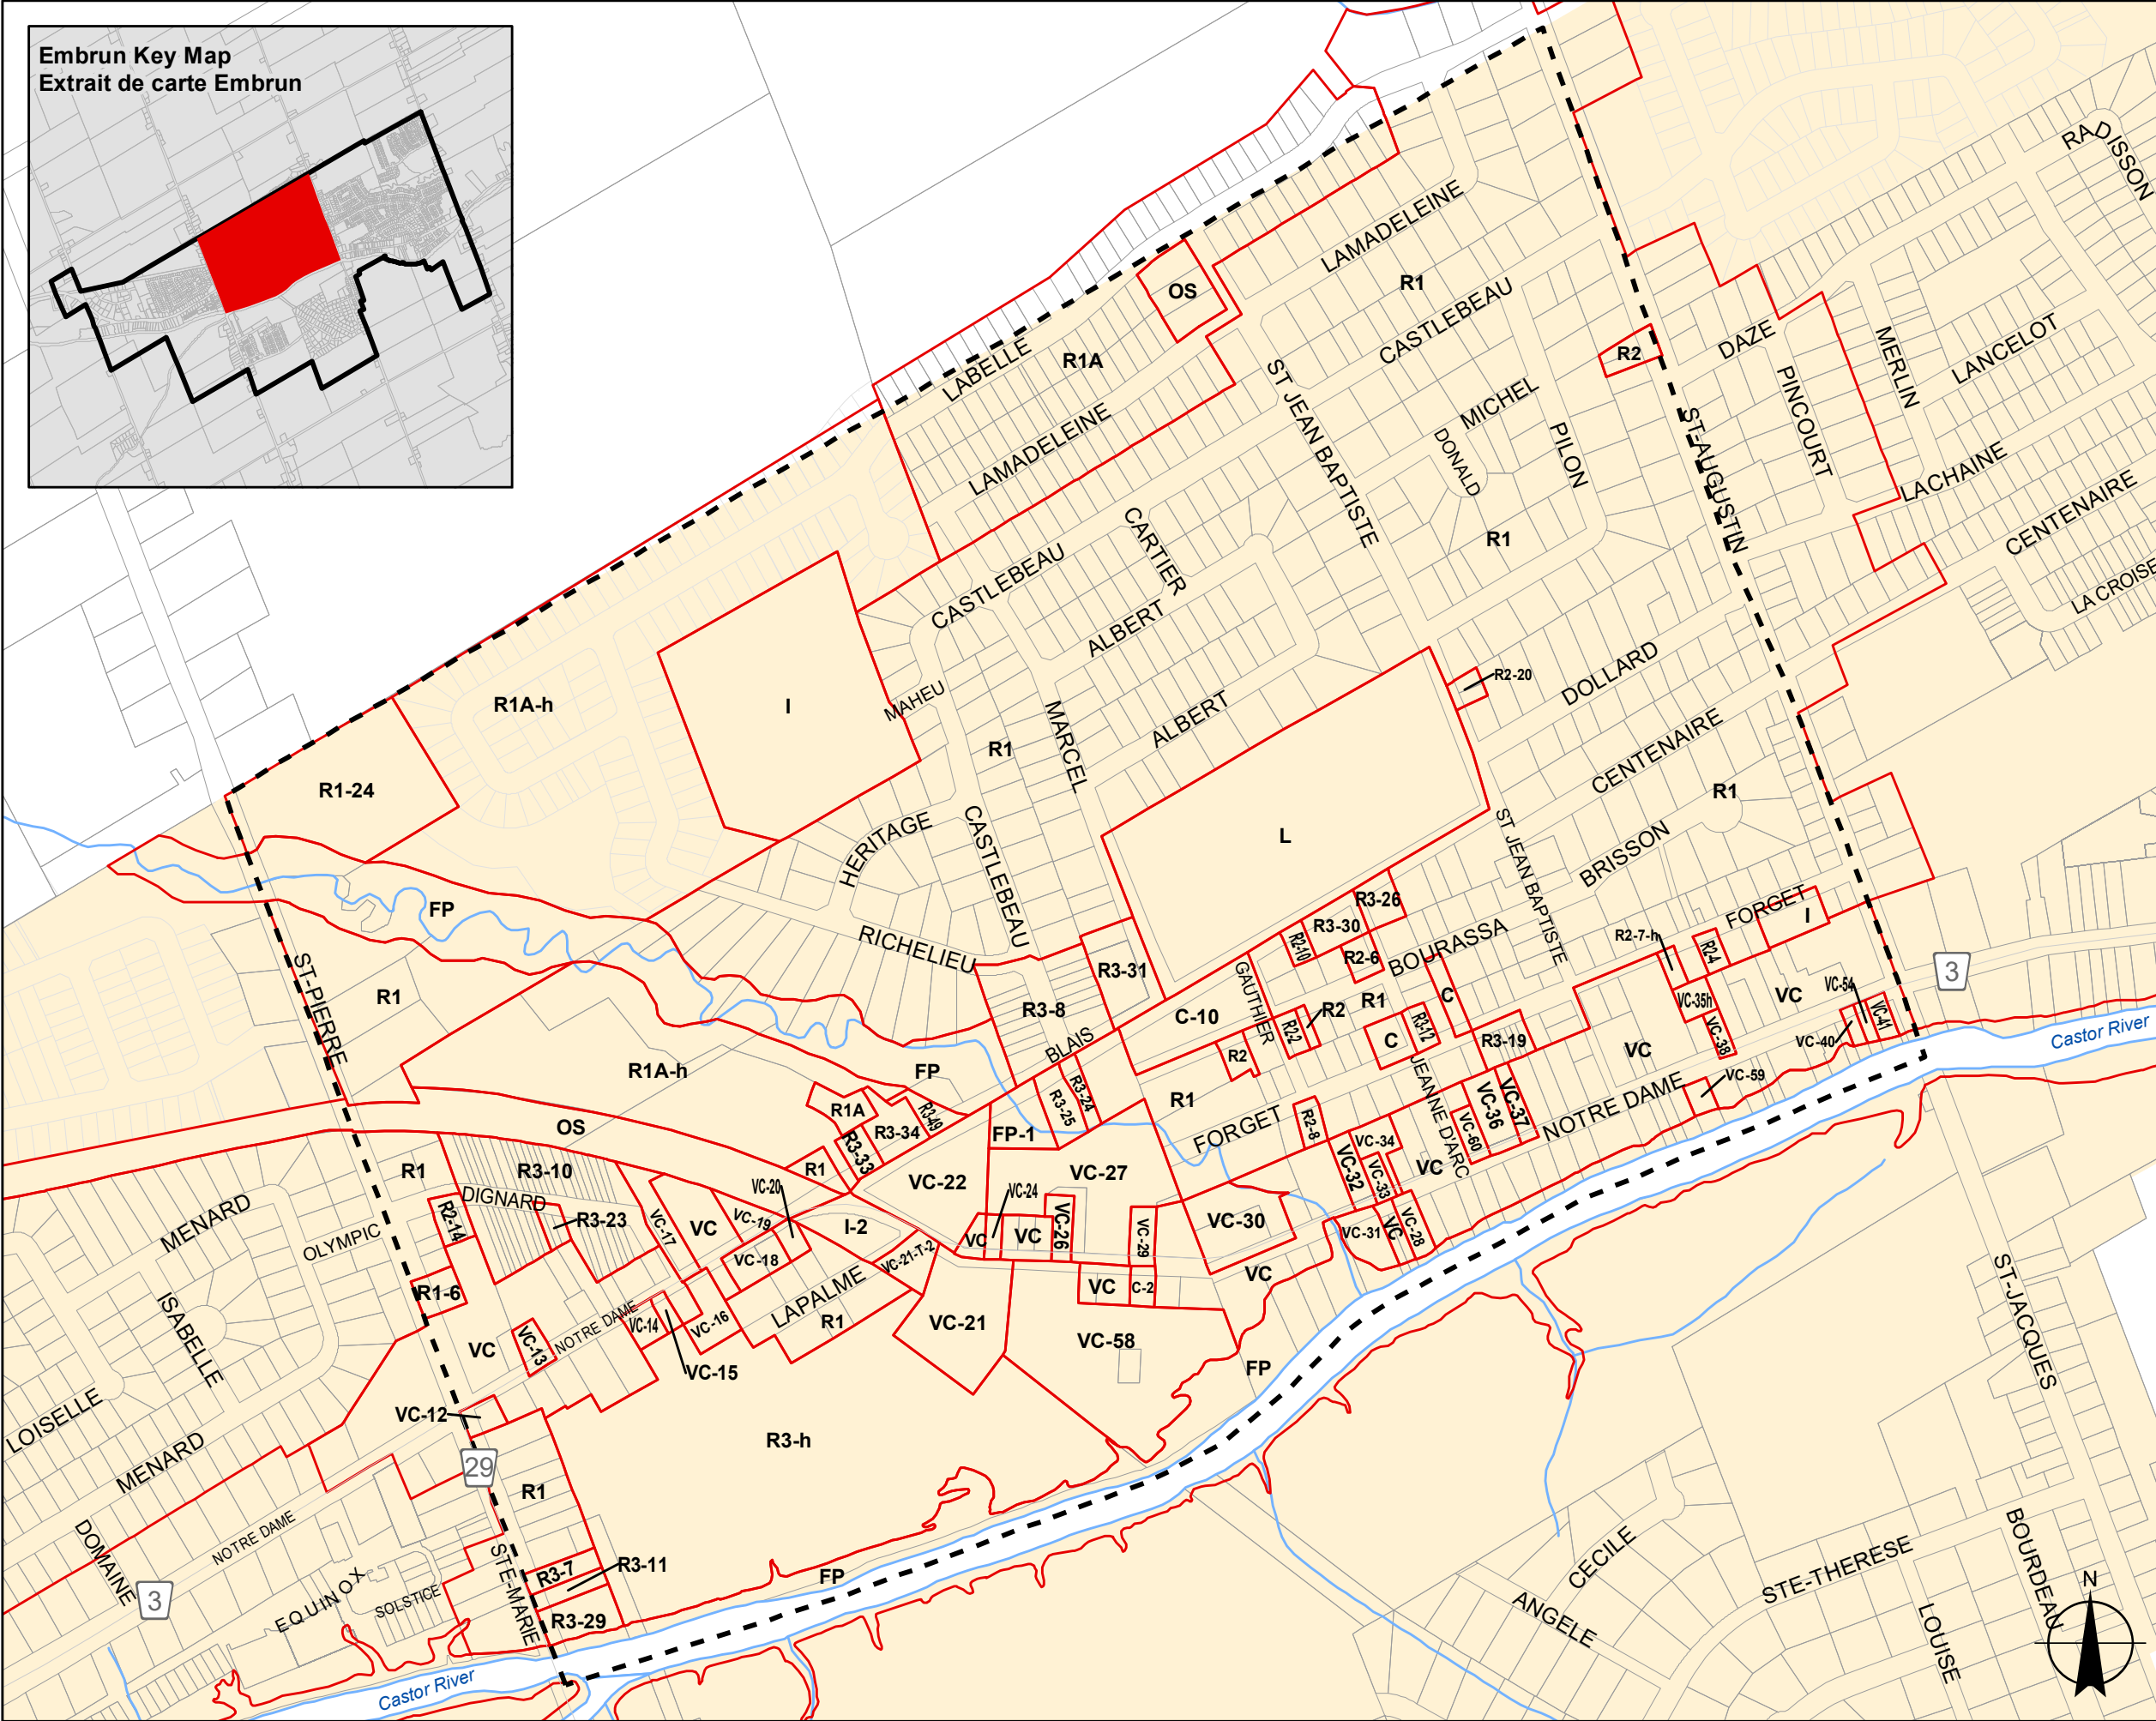 Embrun Key Map
Extrait de carte Embrun
RADISSON
LAMADELEINE
R1
OS
CASTLEBEAU
LABELLE
R1A
R2
DAZE
MERLIN
LANCELOT
ST JEAN BAPTISTE
MICHEL
PINCOURT
LAMADELEINE
DONALD
PILON
ST-AUGUSTIN
LACHAINE
CENTENAIRE
CARTIER
R1
CASTLEBEAU
ALBERT
LA CROISE
R2-20
DOLLARD
R1A-h
I
MAHEU
MARCEL
ALBERT
R1
CENTENAIRE
R1-24
R1
HERITAGE
CASTLEBEAU
L
ST JEAN BAPTISTE
BRISSON
FP
R3-26
R3-30
FORGET
I
RICHELIEU
R2-10
R2-6
BOURASSA
R2-7-h
R2-4
ST-PIERRE
R1
R3-31
GAUTHIER
3
R3-8
C-10
R1
C
VC-35h
VC
VC-54
R2-2
R2
R3-12
VC-38
VC-41
VC-40
Castor River
BLAIS
R2
C
R3-19
VC
R1A-h
FP
R3-24
R3-25
JEANNE D'ARC
VC-59
R1
VC-36
VC-37
R1A
R3-49
R3-34
FP-1
FORGET
R2-8
VC-60
NOTRE DAME
OS
R3-33
VC-34
R1
R3-10
R1
VC-22
VC-27
VC-32
VC-33
VC
DIGNARD
VC-20
VC-24
MENARD
R2-14
R3-23
VC-17
VC
VC-19
I-2
VC
VC
VC-26
VC-29
VC-30
VC-31
VC
VC-28
OLYMPIC
VC-18
VC-21-T-2
R1-6
LAPALME
VC
C-2
VC
ST-JACQUES
ISABELLE
NOTRE DAME
VC-14
VC-16
R1
VC-21
VC-58
VC
VC-13
VC-15
FP
LOISELLE
VC-12
MENARD
R3-h
29
R1
DOMAINE
NOTRE DAME
STE-MARIE
R3-7
R3-11
FP
CECILE
STE-THERESE
BOURDEAU
N
3
EQUINOX
SOLSTICE
R3-29
ANGELE
LOUISE
Castor River